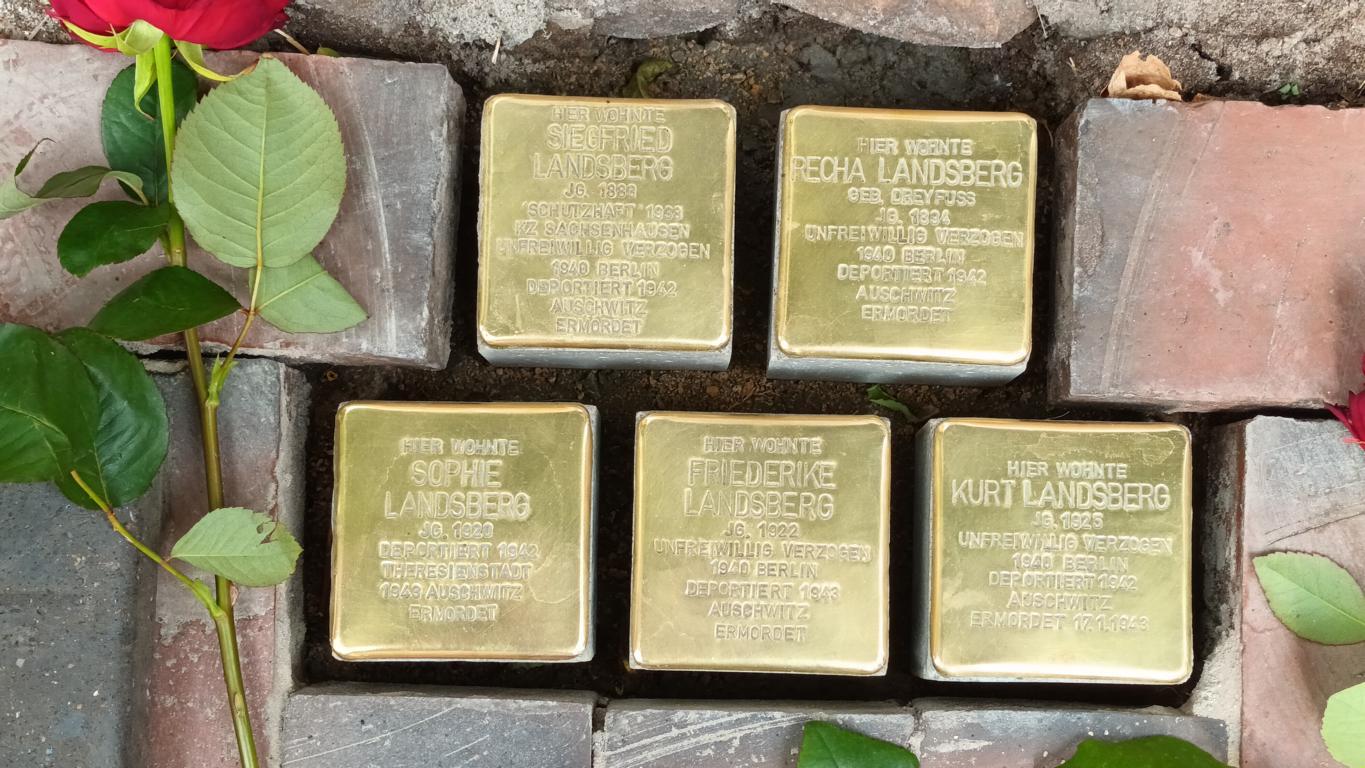 HIER WOHNTE
SIEGFRIED
LANDSBERG
JG. 1888
'SCHUTZHAFT' 1938
KZ SACHSENHAUSEN
UNFREIWILLIG VERZOGEN
1940 BERLIN
DEPORTIERT 1942
AUSCHWITZ
ERMORDET
HIER WOHNTE
RECHA LANDSBERG
GEB. DREYFUSS
JG. 1894
UNFREIWILLIG VERZOGEN
1940 BERLIN
DEPORTIERT 1942
AUSCHWITZ
ERMORDET
HIER WOHNTE
SOPHIE
LANDSBERG
JG. 1920
DEPORTIERT 1942
THERESIENSTADT
1943 AUSCHWITZ
ERMORDET
HIER WOHNTE
FRIEDERIKE
LANDSBERG
JG. 1922
UNFREIWILLIG VERZOGEN
1940 BERLIN
DEPORTIERT 1943
AUSCHWITZ
ERMORDET
HIER WOHNTE
KURT LANDSBERG
JG. 1925
UNFREIWILLIG VERZOGEN
1940 BERLIN
DEPORTIERT 1942
AUSCHWITZ
ERMORDET 17.1.1943